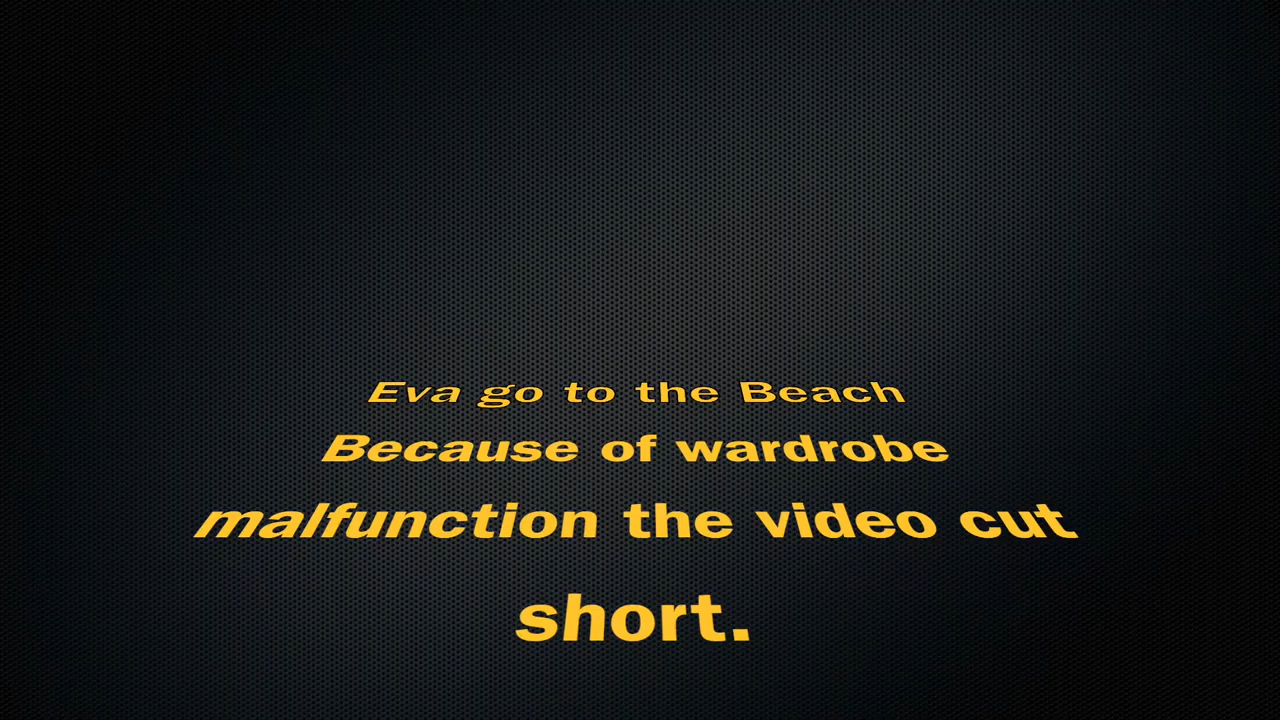 Eva go to the Beach
Because of wardrobe
malfunction the video cut
short.